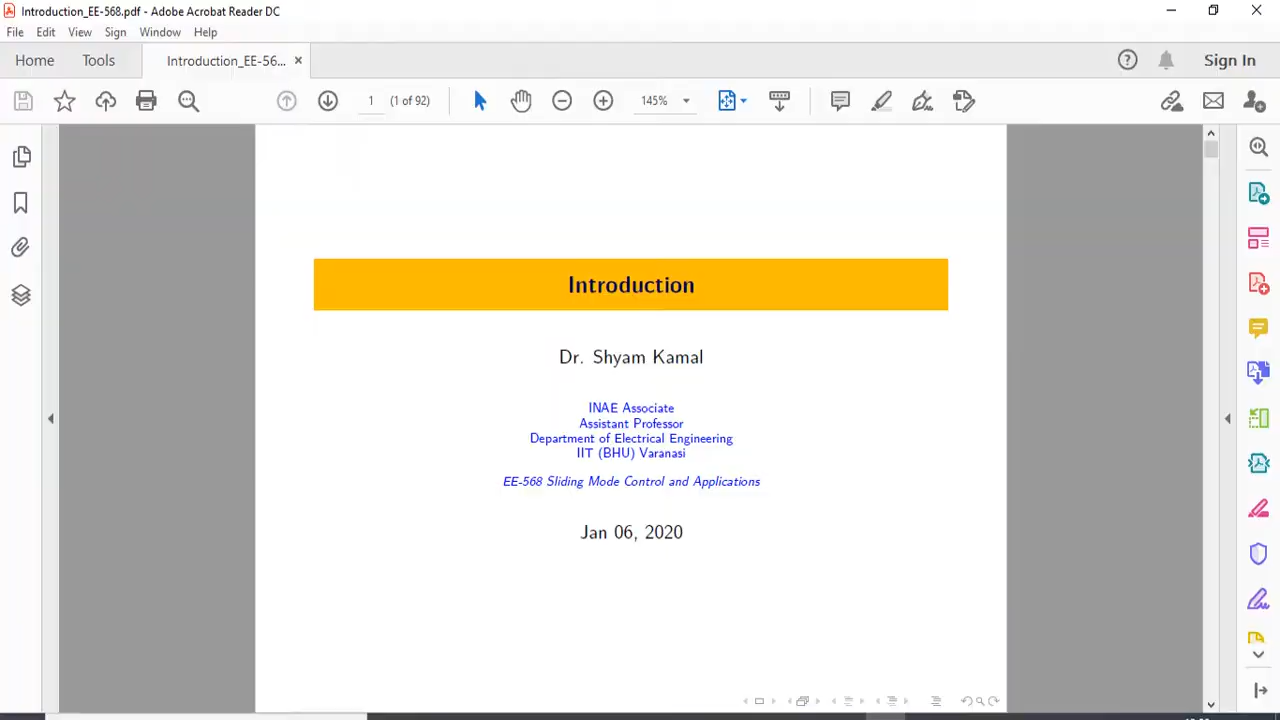 Introduction_EE-568.pdf - Adobe Acrobat Reader DC
File Edit View Sign Window Help
Home Tools Introduction_EE-56... × Sign In
1 (1 of 92) 145%
Introduction
Dr. Shyam Kamal
INAE Associate
Assistant Professor
Department of Electrical Engineering
IIT (BHU) Varanasi
EE-568 Sliding Mode Control and Applications
Jan 06, 2020